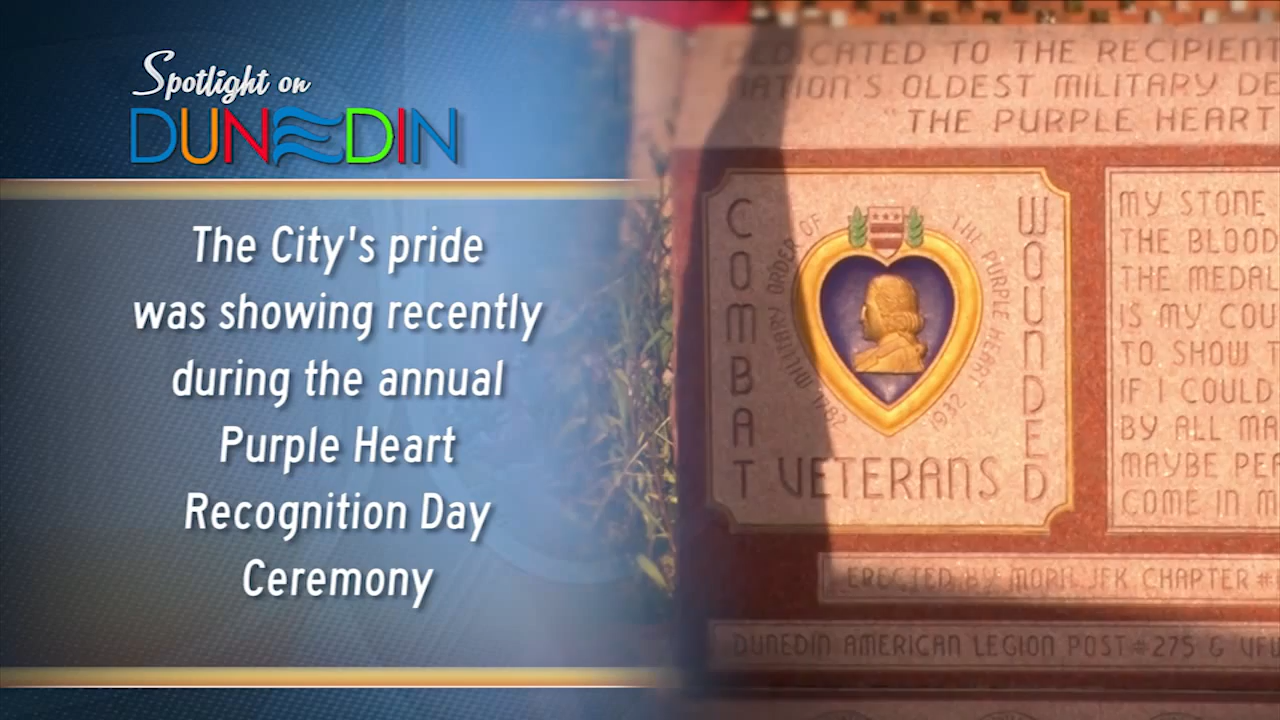 Spotlight on
DUNEDIN
The City's pride
was showing recently
during the annual
Purple Heart
Recognition Day
Ceremony
DEDICATED TO THE RECIPIENT
NATION'S OLDEST MILITARY DE
"THE PURPLE HEART
COMBAT
WOUNDED
VETERANS
MILITARY ORDER OF
THE PURPLE HEART
1782
1932
MY STONE
THE BLOOD
THE MEDAL
IS MY COU
TO SHOW T
IF I COULD
BY ALL MA
MAYBE PEA
COME IN M
ERECTED BY MOPH JFK CHAPTER #
DUNEDIN AMERICAN LEGION POST #275 & VFW